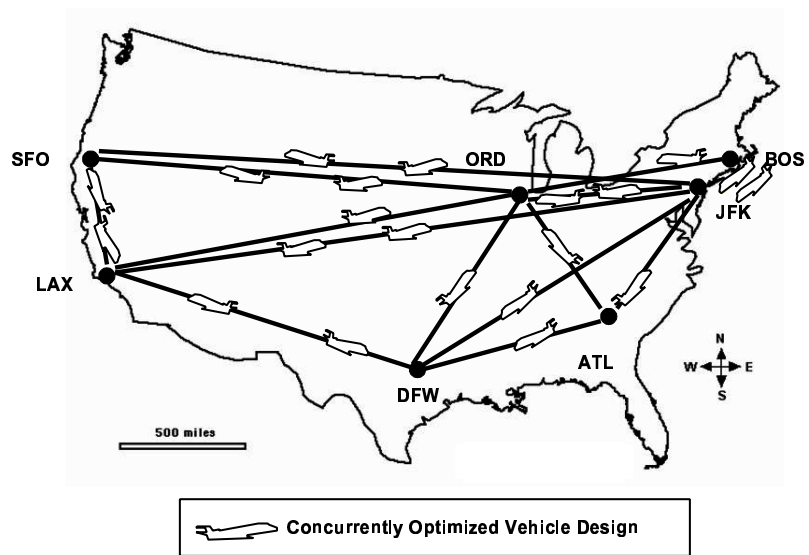 SFO
ORD
BOS
JFK
LAX
ATL
DFW
N
W E
S
500 miles
Concurrently Optimized Vehicle Design